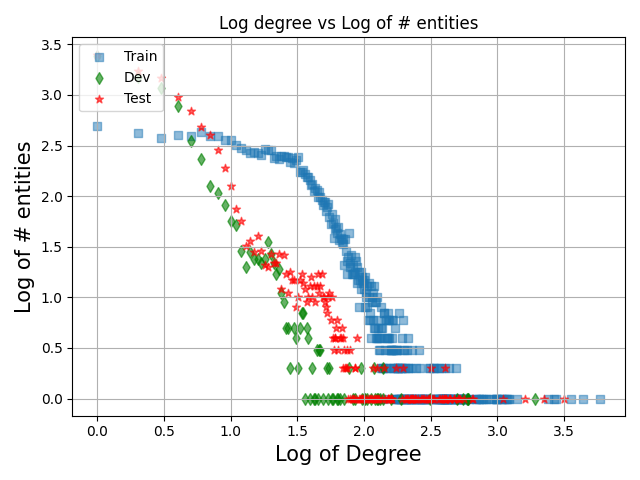 Log degree vs Log of # entities
Train
Dev
Test
Log of # entities
3.5
3.0
2.5
2.0
1.5
1.0
0.5
0.0
0.0
0.5
1.0
1.5
2.0
2.5
3.0
3.5
Log of Degree